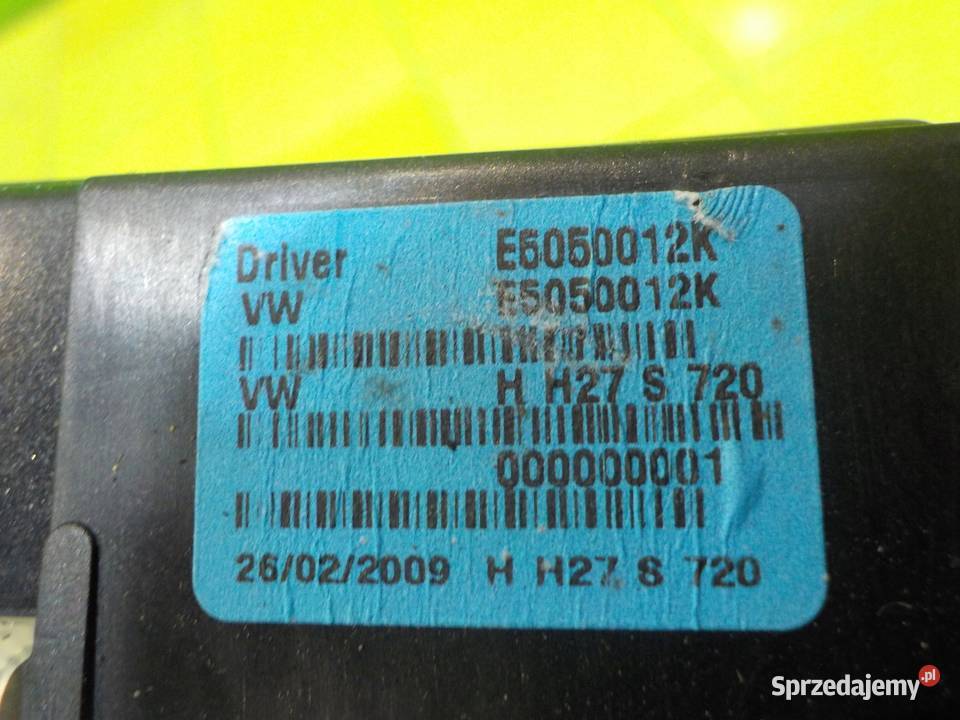 Driver E5050012K
VW E5050012K
VW H H27 S 720
000000001
26/02/2009 H H27 S 720
Sprzedajemy.pl